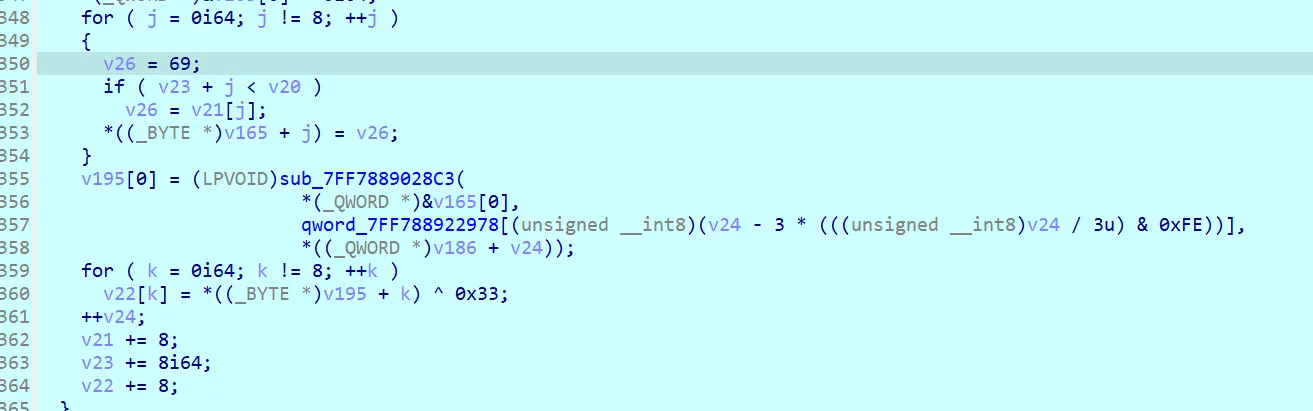 348 for ( j = 0i64; j != 8; ++j )
349 {
350 v26 = 69;
351 if ( v23 + j < v20 )
352 v26 = v21[j];
353 *((_BYTE *)v165 + j) = v26;
354 }
355 v195[0] = (LPVOID)sub_7FF7889028C3(
356 *(_QWORD *)&v165[0],
357 qword_7FF788922978[(unsigned __int8)(v24 - 3 * (((unsigned __int8)v24 / 3u) & 0xFE))],
358 *((_QWORD *)v186 + v24));
359 for ( k = 0i64; k != 8; ++k )
360 v22[k] = *((_BYTE *)v195 + k) ^ 0x33;
361 ++v24;
362 v21 += 8;
363 v23 += 8i64;
364 v22 += 8;
365 }